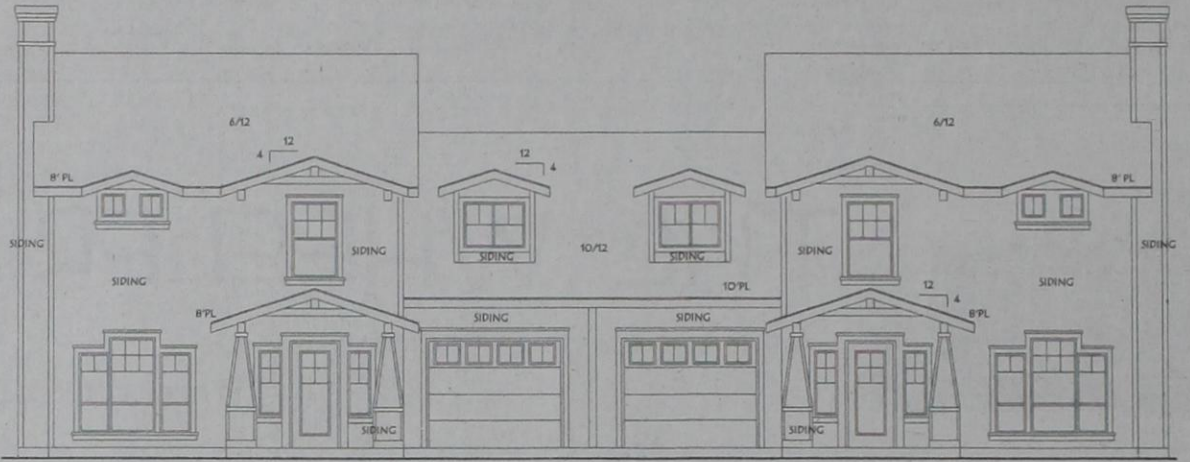 6/12
12
4
12
4
6/12
8' PL
8' PL
SIDING
SIDING
SIDING
SIDING
10/12
SIDING
SIDING
SIDING
SIDING
SIDING
10'PL
12
4
8'PL
SIDING
SIDING
8'PL
SIDING
SIDING